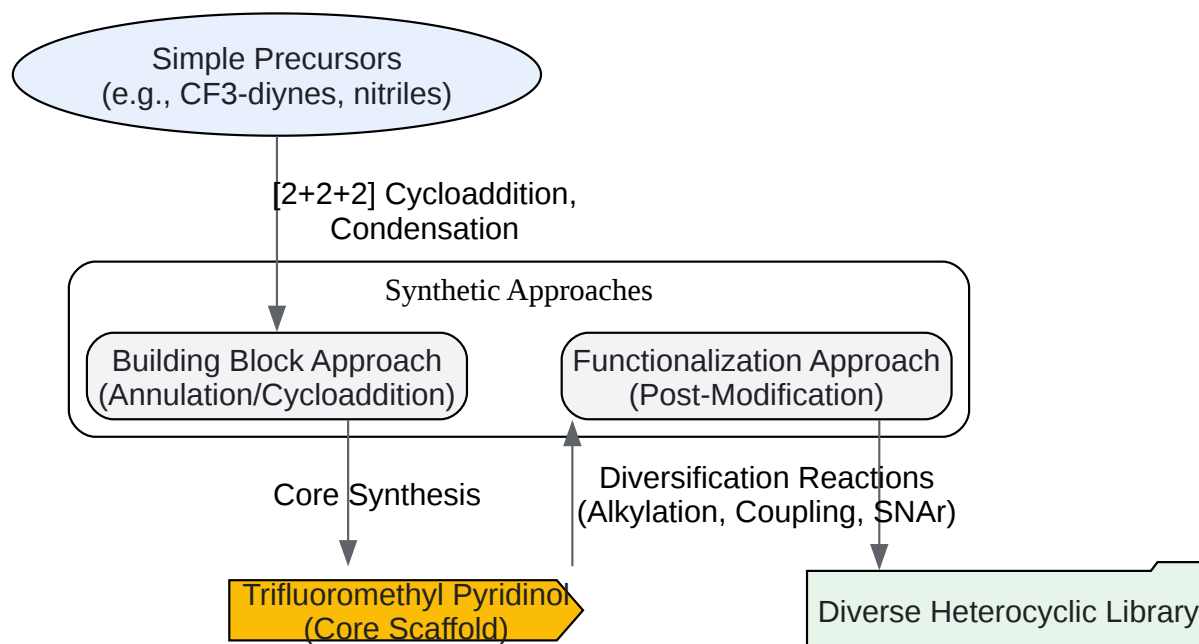 Simple Precursors
(e.g., CF3-diynes, nitriles)
[2+2+2] Cycloaddition,
Condensation
Synthetic Approaches
Building Block Approach
(Annulation/Cycloaddition)
Functionalization Approach
(Post-Modification)
Core Synthesis
Diversification Reactions
(Alkylation, Coupling, SNAr)
Trifluoromethyl Pyridinol
(Core Scaffold)
Diverse Heterocyclic Library